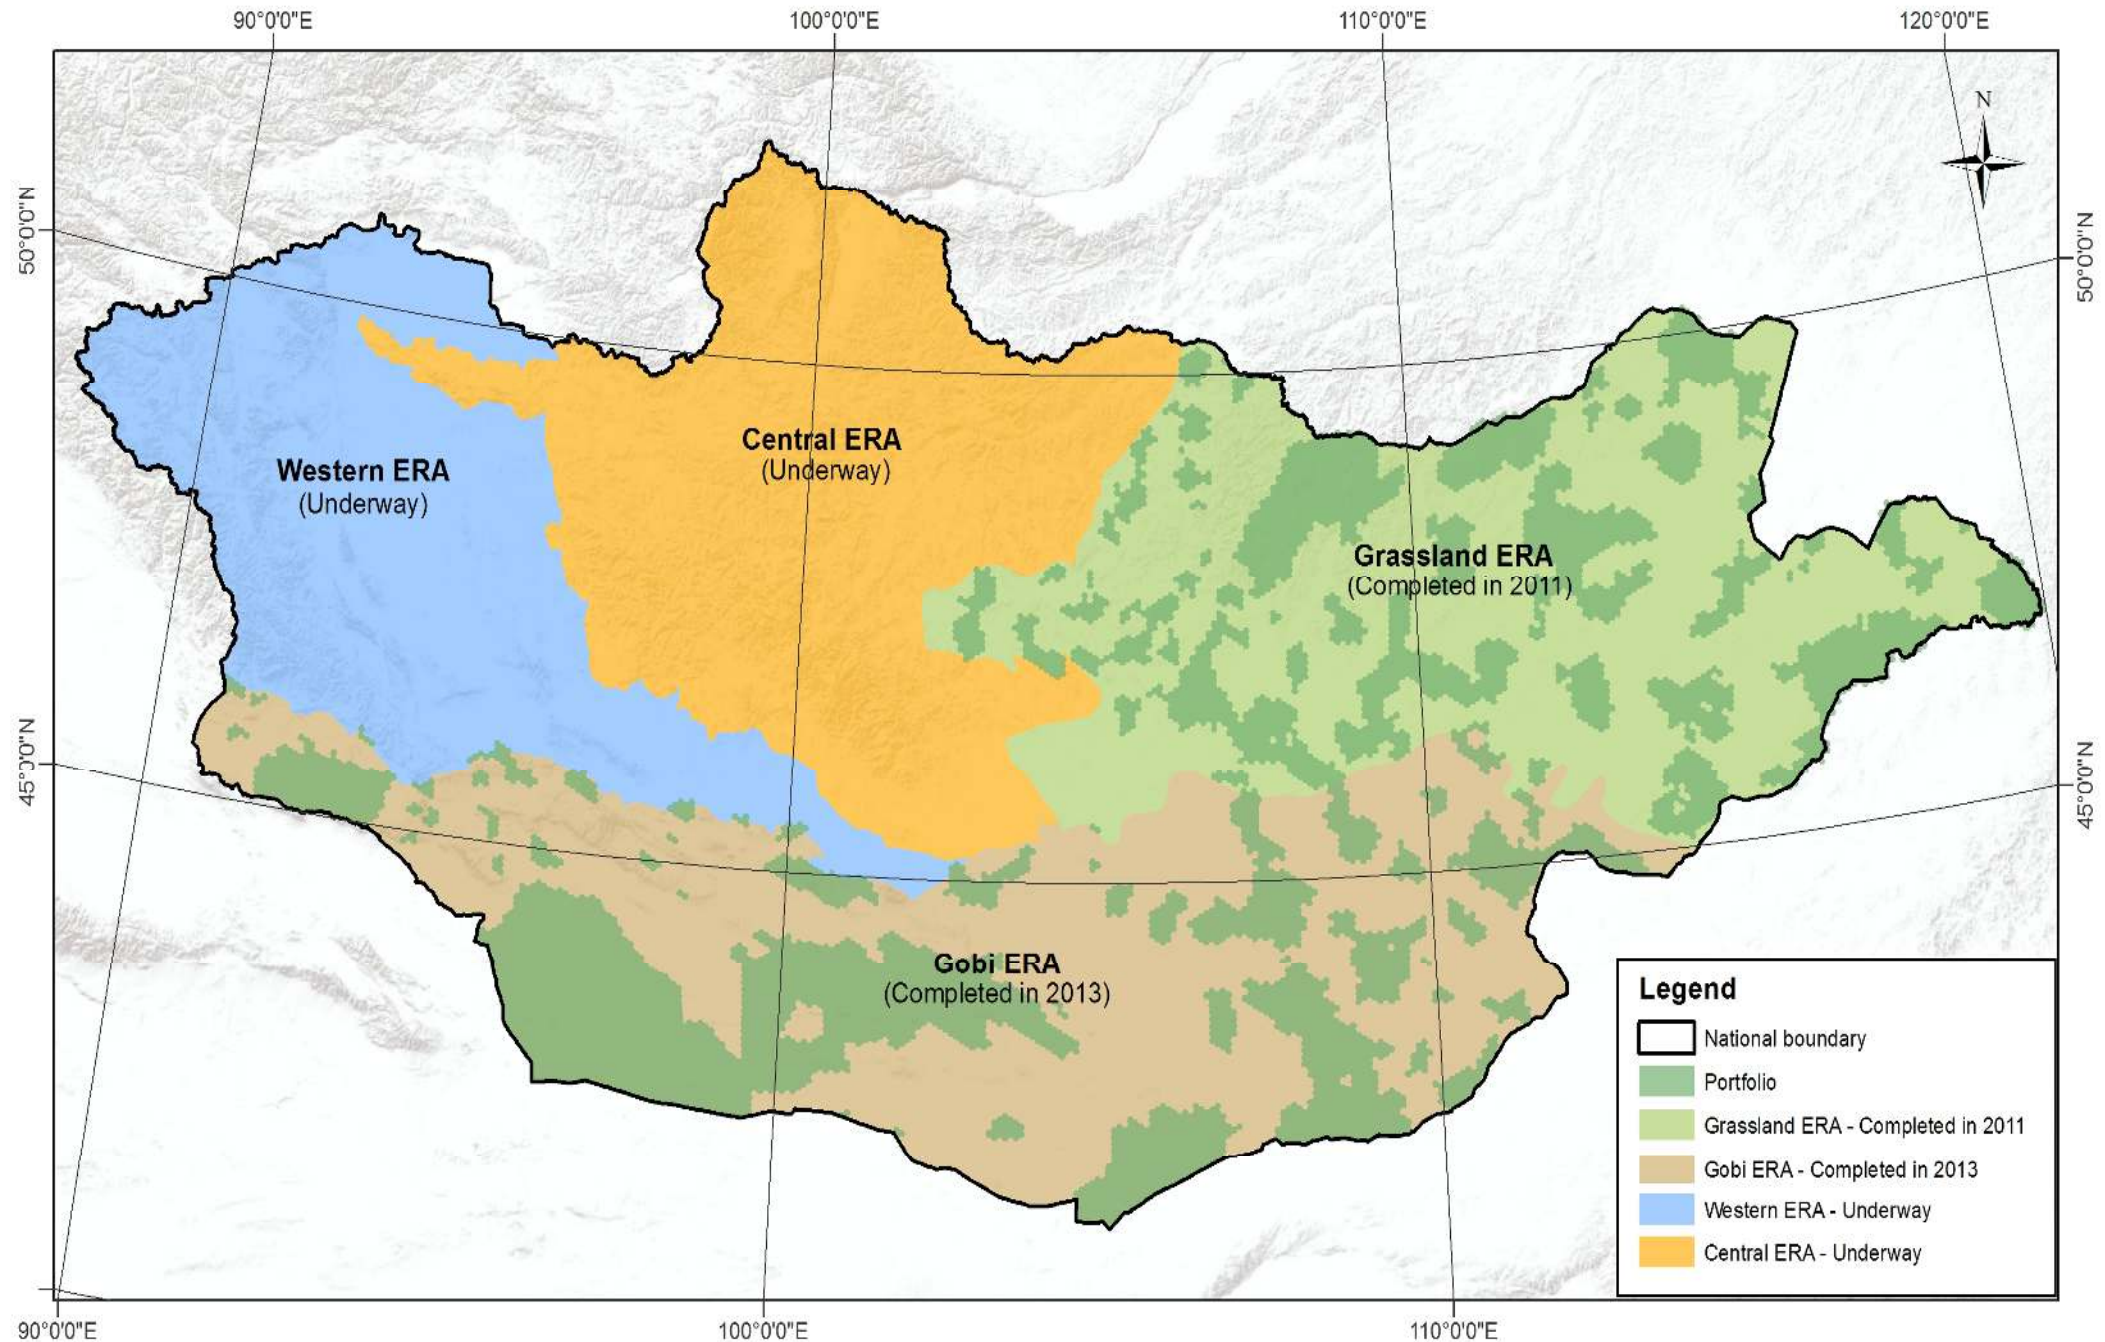 90°0'0"E
100°0'0"E
110°0'0"E
120°0'0"E
N
50°0'0"N
50°0'0"N
Central ERA
(Underway)
Western ERA
(Underway)
Grassland ERA
(Completed in 2011)
45°0'0"N
45°0'0"N
Gobi ERA
(Completed in 2013)
Legend
National boundary
Portfolio
Grassland ERA - Completed in 2011
Gobi ERA - Completed in 2013
Western ERA - Underway
Central ERA - Underway
90°0'0"E
100°0'0"E
110°0'0"E